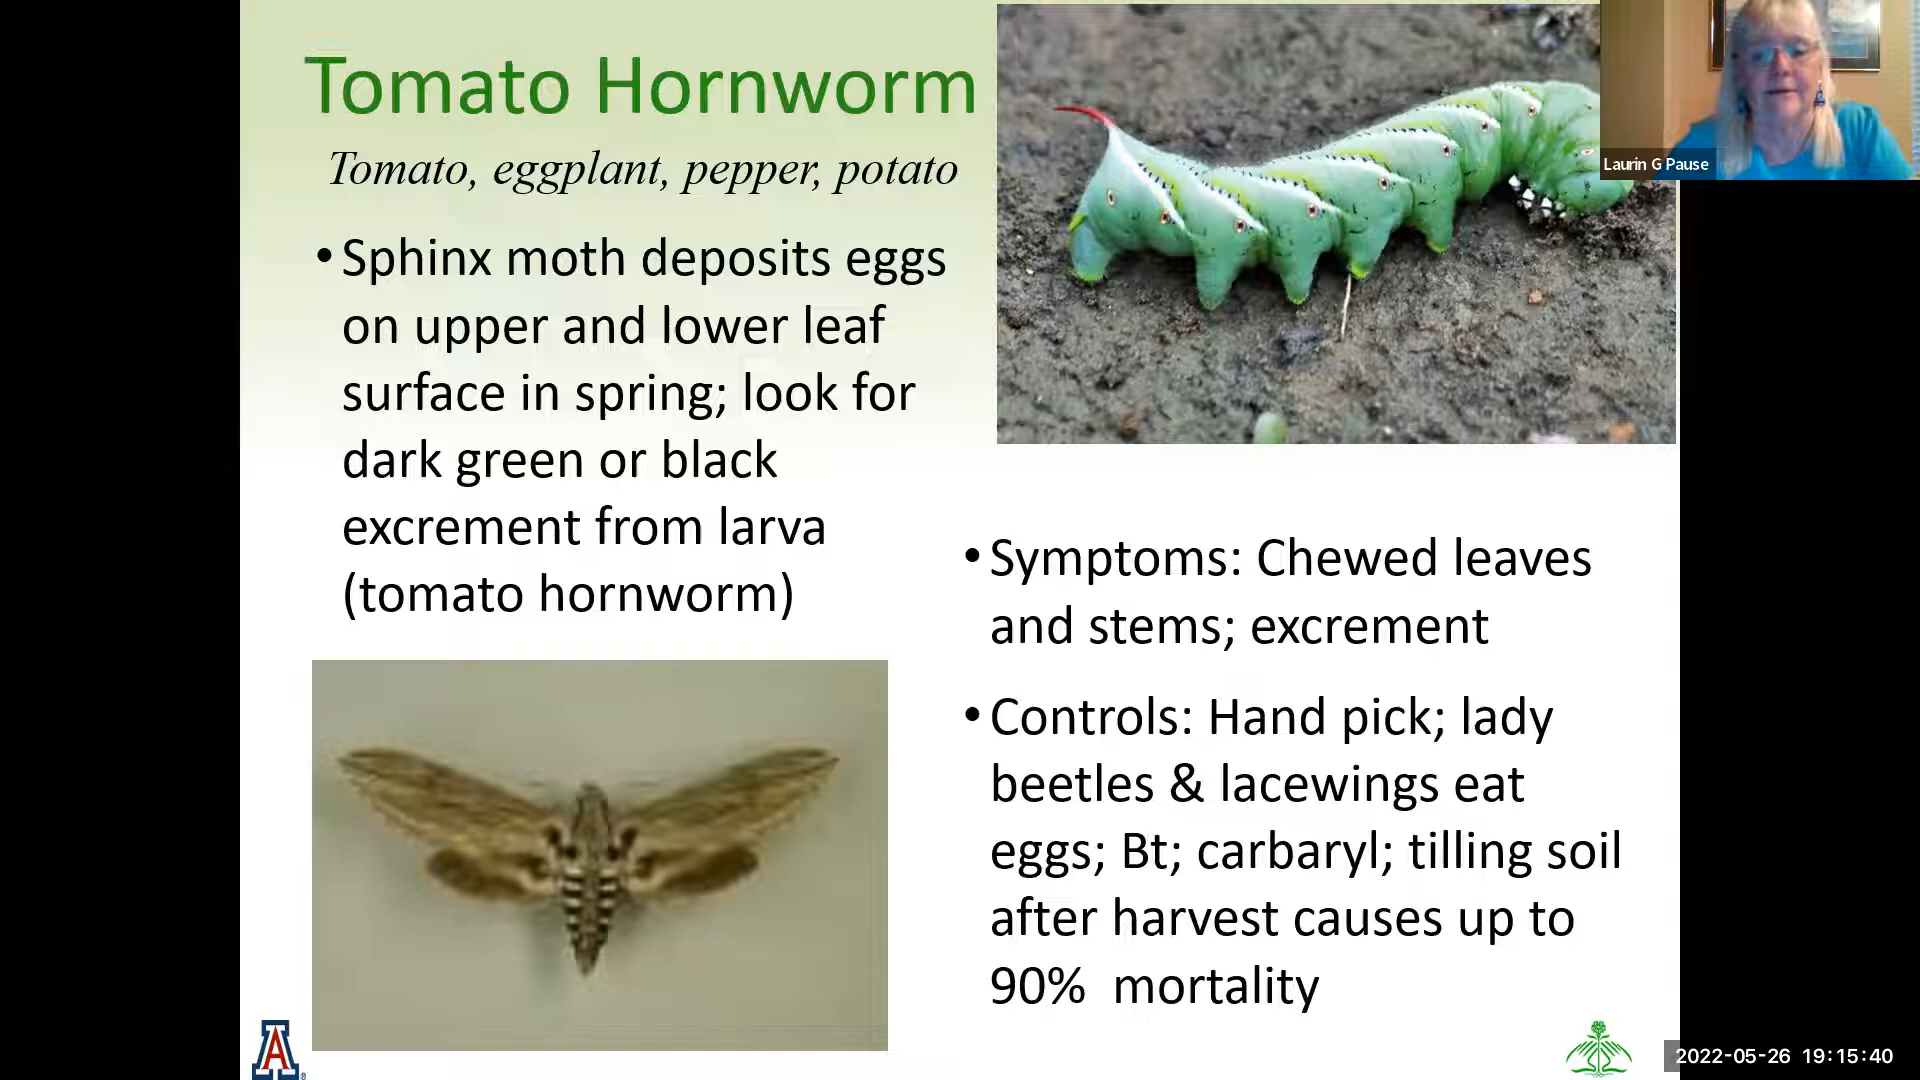 Tomato Hornworm
Tomato, eggplant, pepper, potato
• Sphinx moth deposits eggs
on upper and lower leaf
surface in spring; look for
dark green or black
excrement from larva
(tomato hornworm)
• Symptoms: Chewed leaves
and stems; excrement
• Controls: Hand pick; lady
beetles & lacewings eat
eggs; Bt; carbaryl; tilling soil
after harvest causes up to
90%  mortality
Laurin G Pause
A
2022-05-26 19:15:40